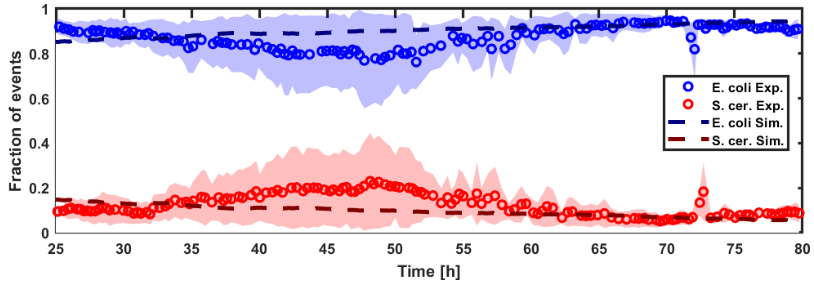 Fraction of events
1
0.8
0.6
0.4
0.2
0
25 30 35 40 45 50 55 60 65 70 75 80
Time [h]
E. coli Exp.
S. cer. Exp.
E. coli Sim.
S. cer. Sim.